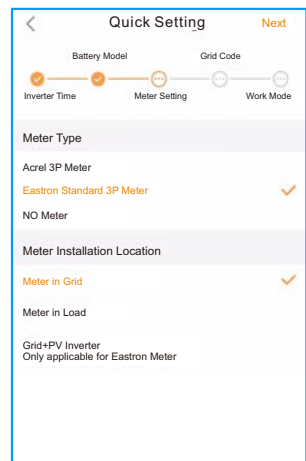 Quick Setting
Next
Battery Model
Grid Code
Inverter Time
Meter Setting
Work Mode
Meter Type
Acrel 3P Meter
Eastron Standard 3P Meter
NO Meter
Meter Installation Location
Meter in Grid
Meter in Load
Grid+PV Inverter
Only applicable for Eastron Meter